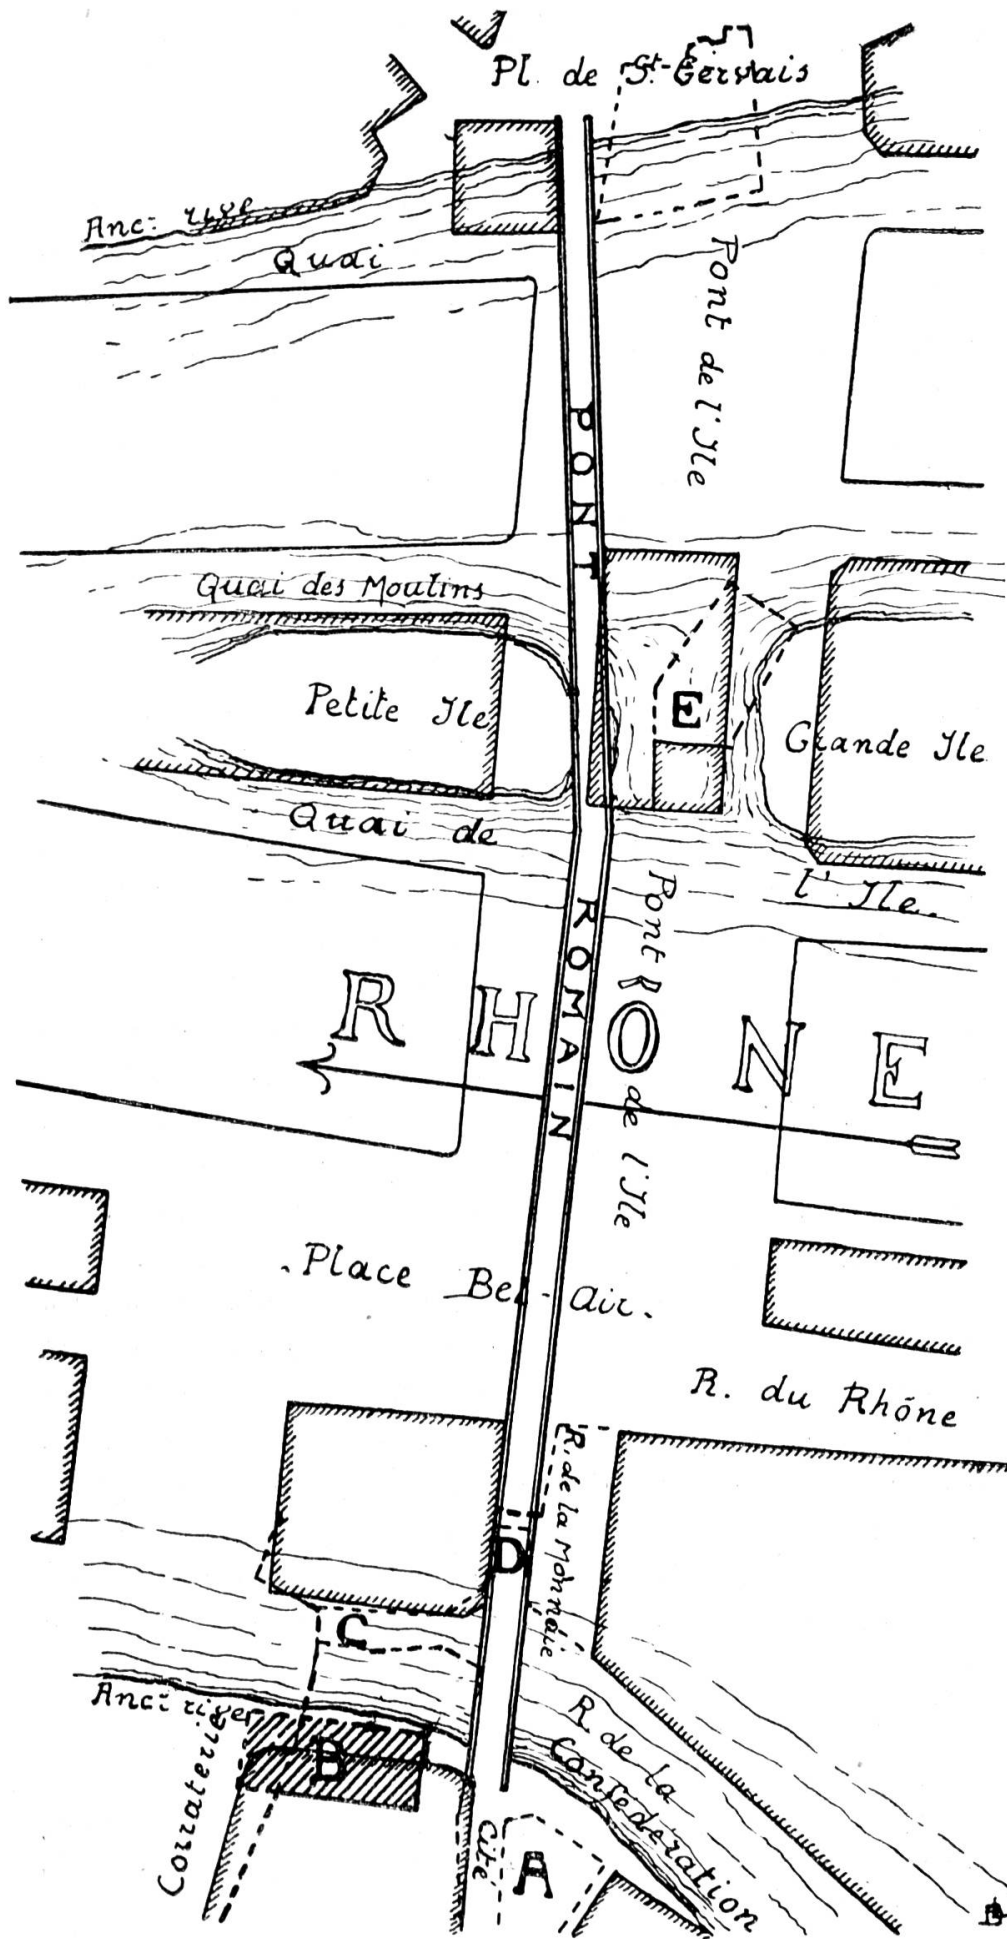 Pl. de St-Gervais
Anc: rive
Quai
Pont de l'Ile
PONT
Quai des Moulins
Petite Ile
E
Grande Ile
Quai de
l'Ile.
ROMAIN
Pont
RHONE
de l'Ile
Place Bel-Air.
R. du Rhône
R. de la Monnaie
D
C
Anc: rive
Corraterie
B
R. de la
Confédération
Cité
A